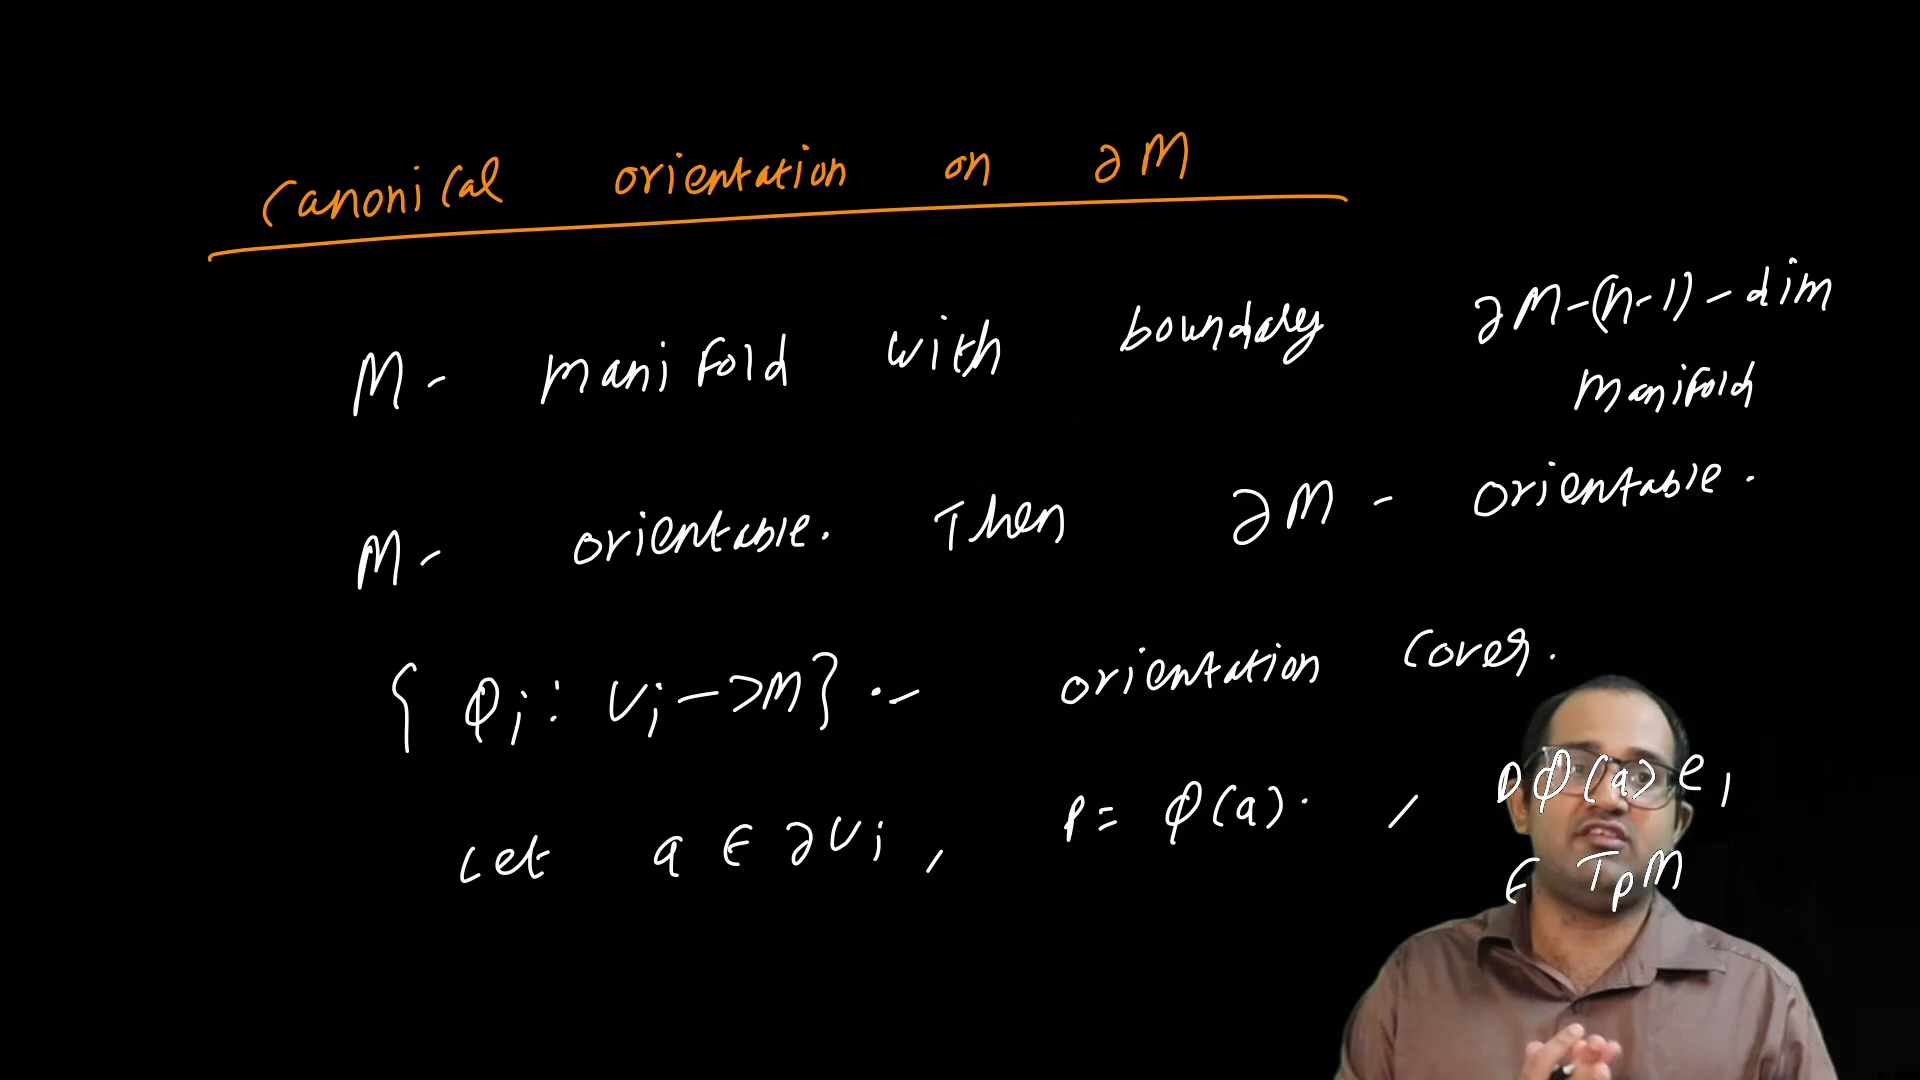 Canonical orientation on ∂M
M - manifold with boundary ∂M-(n-1)-dim manifold
M - orientable. Then ∂M - orientable.
{ φᵢ: Uᵢ → M } :- orientation cover.
Let a ∈ ∂Uᵢ, p = φ(a). , Dφ(a) e₁ ∈ TₚM